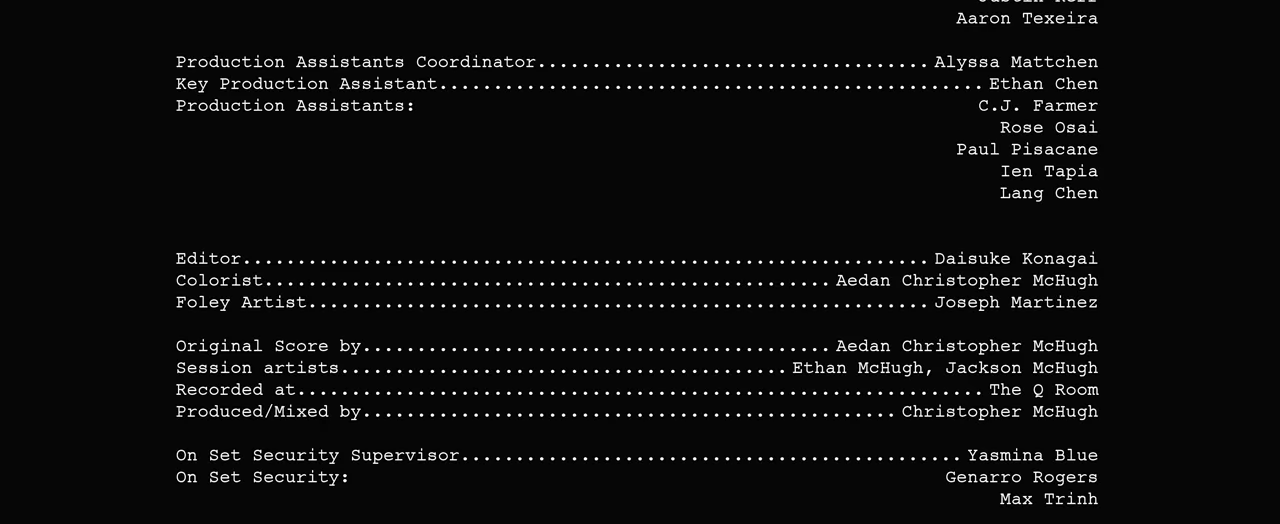 Aaron Texeira
Production Assistants Coordinator....................................Alyssa Mattchen
Key Production Assistant..................................................Ethan Chen
Production Assistants: C.J. Farmer
Rose Osai
Paul Pisacane
Ien Tapia
Lang Chen
Editor...............................................................Daisuke Konagai
Colorist....................................................Aedan Christopher McHugh
Foley Artist.........................................................Joseph Martinez
Original Score by...........................................Aedan Christopher McHugh
Session artists.........................................Ethan McHugh, Jackson McHugh
Recorded at...............................................................The Q Room
Produced/Mixed by.................................................Christopher McHugh
On Set Security Supervisor..............................................Yasmina Blue
On Set Security: Genarro Rogers
Max Trinh